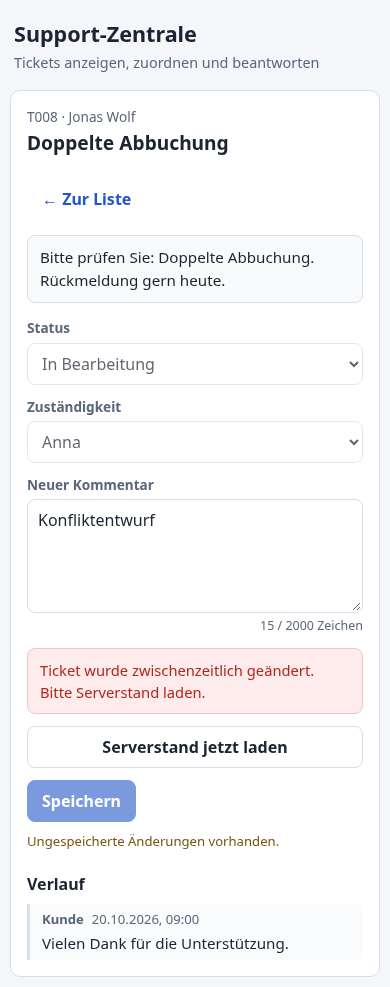 Support-Zentrale
Tickets anzeigen, zuordnen und beantworten
T008 · Jonas Wolf
Doppelte Abbuchung
← Zur Liste
Bitte prüfen Sie: Doppelte Abbuchung.
Rückmeldung gern heute.
Status
In Bearbeitung
Zuständigkeit
Anna
Neuer Kommentar
Konfliktentwurf
15 / 2000 Zeichen
Ticket wurde zwischenzeitlich geändert.
Bitte Serverstand laden.
Serverstand jetzt laden
Speichern
Ungespeicherte Änderungen vorhanden.
Verlauf
Kunde 20.10.2026, 09:00
Vielen Dank für die Unterstützung.